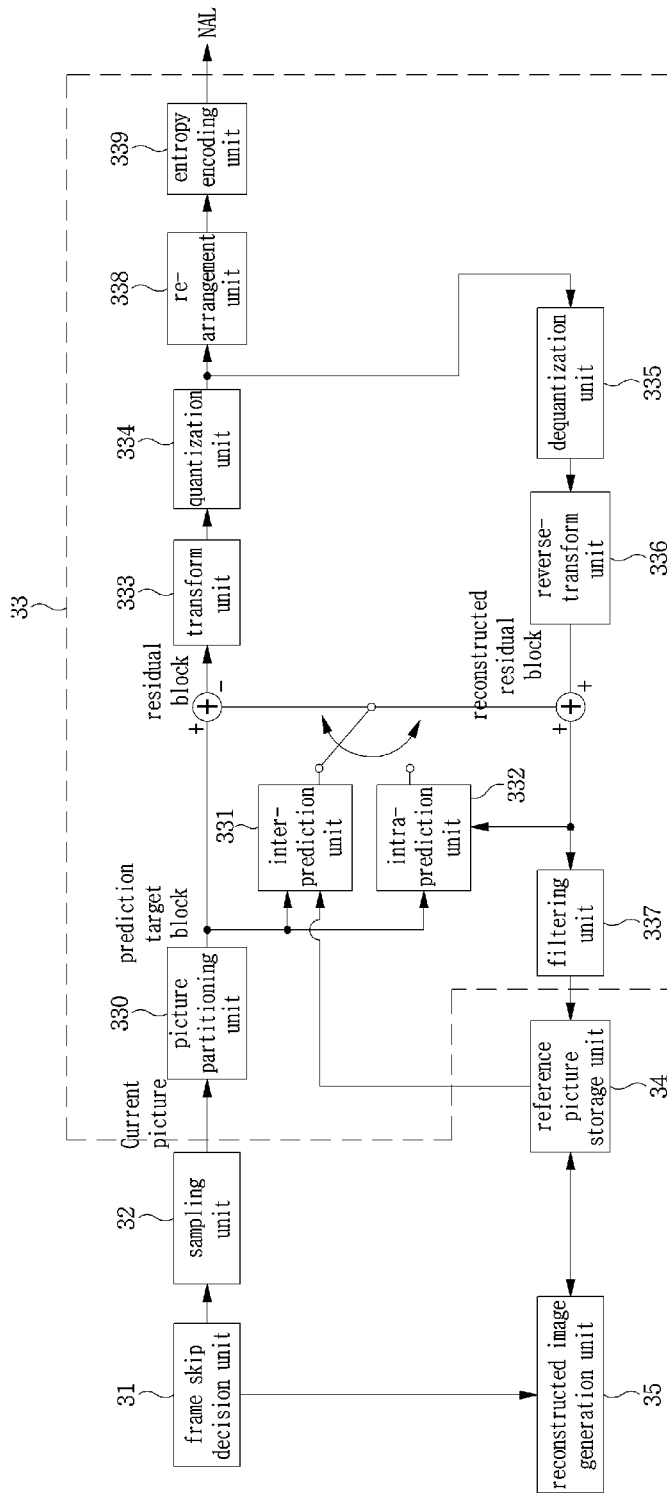 33
31
frame skip
decision unit
32
sampling
unit
Current
picture
330
picture
partitioning
unit
prediction
target
block
+
-
residual
block
333
transform
unit
334
quantization
unit
338
re-
arrangement
unit
339
entropy
encoding
unit
NAL
331
inter-
prediction
unit
332
intra-
prediction
unit
reconstructed image
generation unit
35
reference
picture
storage unit
34
filtering
unit
337
+
+
reconstructed
residual
block
reverse-
transform
unit
336
dequantization
unit
335